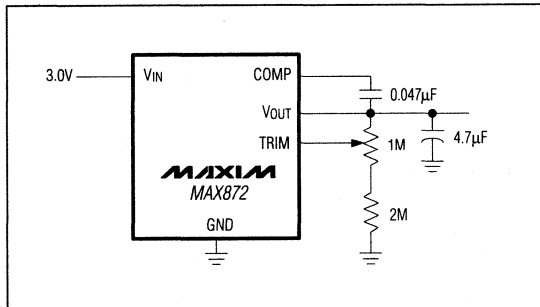 3.0V
VIN
COMP
0.047μF
VOUT
TRIM
1M
4.7μF
MAXIM
MAX872
2M
GND